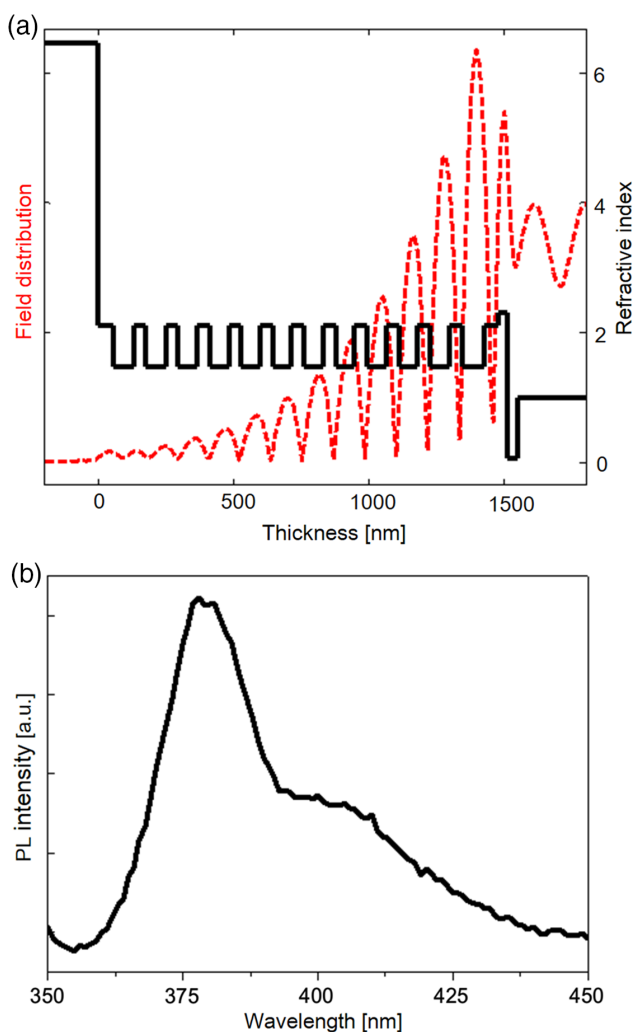 (a)
Field distribution
6
4
2
0
Refractive index
0
500
1000
1500
Thickness [nm]
(b)
PL intensity [a.u.]
350
375
400
425
450
Wavelength [nm]